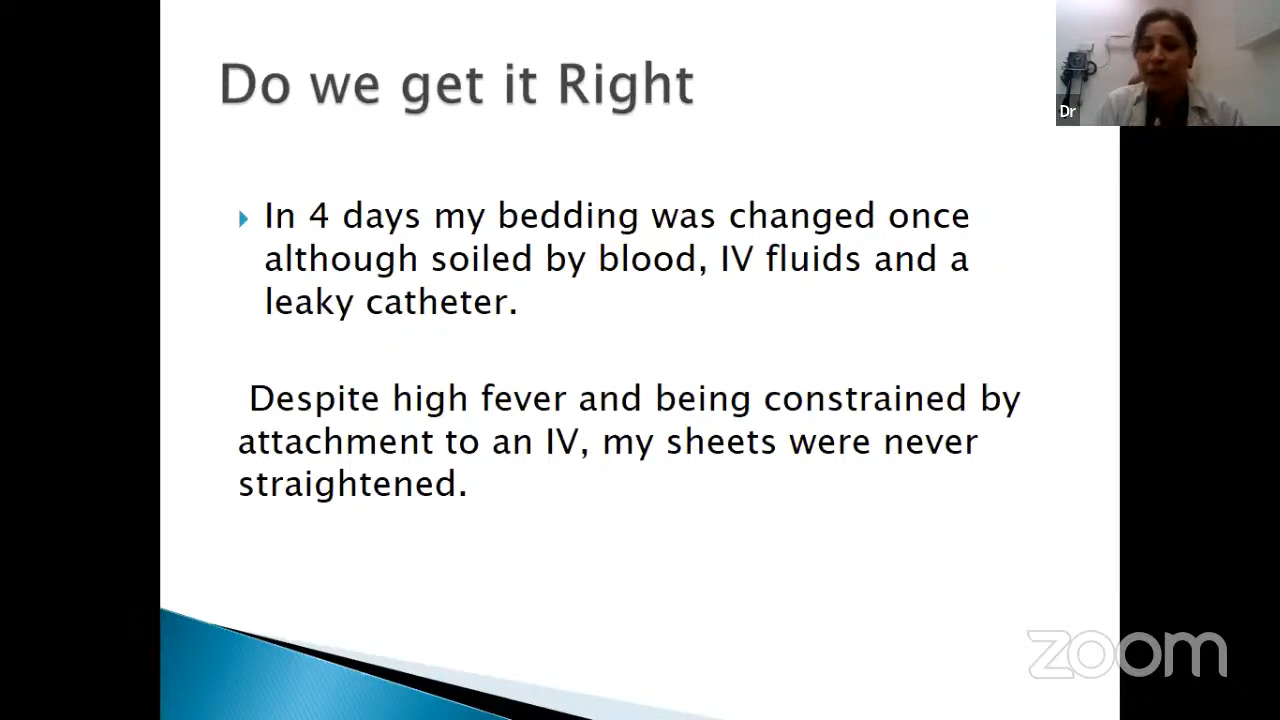 Do we get it Right
Dr
In 4 days my bedding was changed once
although soiled by blood, IV fluids and a
leaky catheter.
Despite high fever and being constrained by
attachment to an IV, my sheets were never
straightened.
zoom